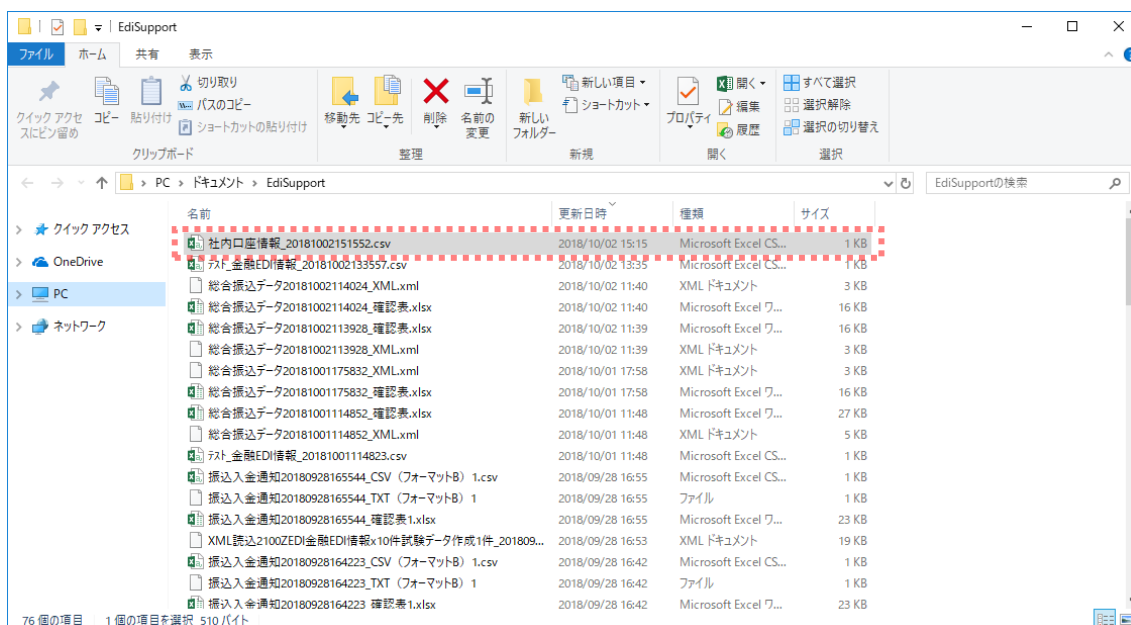 EdiSupport
ファイル ホーム 共有 表示
クイック アクセスにピン留め コピー 貼り付け 切り取り パスのコピー ショートカットの貼り付け 移動先 コピー先 削除 名前の変更 新しいフォルダー 新しい項目 ショートカット プロパティ 開く 編集 履歴 すべて選択 選択解除 選択の切り替え
クリップボード 整理 新規 開く 選択
PC > ドキュメント > EdiSupport EdiSupportの検索
名前 更新日時 種類 サイズ
クイック アクセス
OneDrive
PC
ネットワーク
社内口座情報_20181002151552.csv 2018/10/02 15:15 Microsoft Excel CS... 1 KB
テスト_金融EDI情報_20181002133557.csv 2018/10/02 13:35 Microsoft Excel CS... 1 KB
総合振込データ20181002114024_XML.xml 2018/10/02 11:40 XML ドキュメント 3 KB
総合振込データ20181002114024_確認表.xlsx 2018/10/02 11:40 Microsoft Excel ワ... 16 KB
総合振込データ20181002113928_確認表.xlsx 2018/10/02 11:39 Microsoft Excel ワ... 16 KB
総合振込データ20181002113928_XML.xml 2018/10/02 11:39 XML ドキュメント 3 KB
総合振込データ20181001175832_XML.xml 2018/10/01 17:58 XML ドキュメント 3 KB
総合振込データ20181001175832_確認表.xlsx 2018/10/01 17:58 Microsoft Excel ワ... 16 KB
総合振込データ20181001114852_確認表.xlsx 2018/10/01 11:48 Microsoft Excel ワ... 27 KB
総合振込データ20181001114852_XML.xml 2018/10/01 11:48 XML ドキュメント 5 KB
テスト_金融EDI情報_20181001114823.csv 2018/10/01 11:48 Microsoft Excel CS... 1 KB
振込入金通知20180928165544_CSV（フォーマットB）1.csv 2018/09/28 16:55 Microsoft Excel CS... 1 KB
振込入金通知20180928165544_TXT（フォーマットB）1 2018/09/28 16:55 ファイル 1 KB
振込入金通知20180928165544_確認表1.xlsx 2018/09/28 16:55 Microsoft Excel ワ... 23 KB
XML読込2100ZEDI金融EDI情報x10件試験データ作成1件_201809... 2018/09/28 16:53 XML ドキュメント 19 KB
振込入金通知20180928164223_CSV（フォーマットB）1.csv 2018/09/28 16:42 Microsoft Excel CS... 1 KB
振込入金通知20180928164223_TXT（フォーマットB）1 2018/09/28 16:42 ファイル 1 KB
振込入金通知20180928164223_確認表1.xlsx 2018/09/28 16:42 Microsoft Excel ワ... 23 KB
76 個の項目 1 個の項目を選択 510 バイト